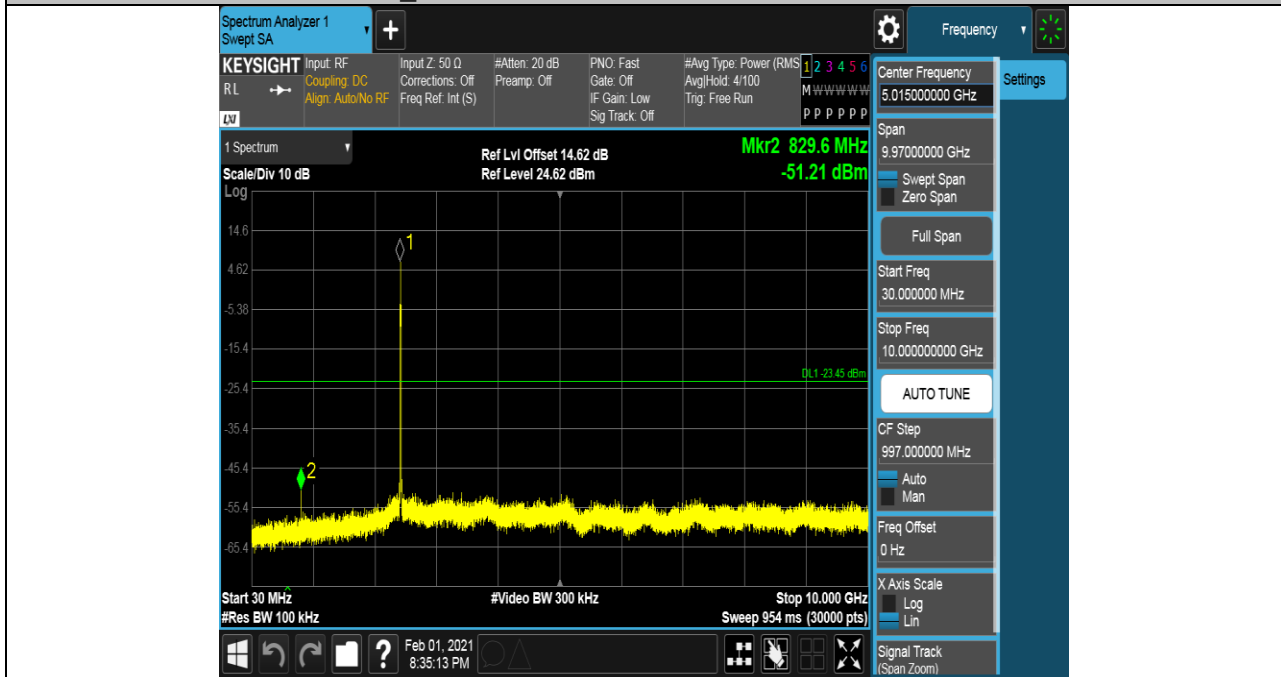 Spectrum Analyzer 1
Swept SA
+
Frequency
KEYSIGHT
RL
LXI
Input: RF
Coupling: DC
Align: Auto/No RF
Input Z: 50 Ω
Corrections: Off
Freq Ref: Int (S)
#Atten: 20 dB
Preamp: Off
PNO: Fast
Gate: Off
IF Gain: Low
Sig Track: Off
#Avg Type: Power (RMS
Avg|Hold: 4/100
Trig: Free Run
1 2 3 4 5 6
M W W W W W
P P P P P P
1 Spectrum
Scale/Div 10 dB
Ref Lvl Offset 14.62 dB
Ref Level 24.62 dBm
Mkr2 829.6 MHz
-51.21 dBm
Log
14.6
4.62
-5.38
-15.4
-25.4
-35.4
-45.4
-55.4
-65.4
1
2
DL1 -23.45 dBm
Start 30 MHz
#Res BW 100 kHz
#Video BW 300 kHz
Stop 10.000 GHz
Sweep 954 ms (30000 pts)
?
Feb 01, 2021
8:35:13 PM
Center Frequency
5.015000000 GHz
Span
9.97000000 GHz
Swept Span
Zero Span
Full Span
Start Freq
30.000000 MHz
Stop Freq
10.000000000 GHz
AUTO TUNE
CF Step
997.000000 MHz
Auto
Man
Freq Offset
0 Hz
X Axis Scale
Log
Lin
Signal Track
(Span Zoom)
Settings